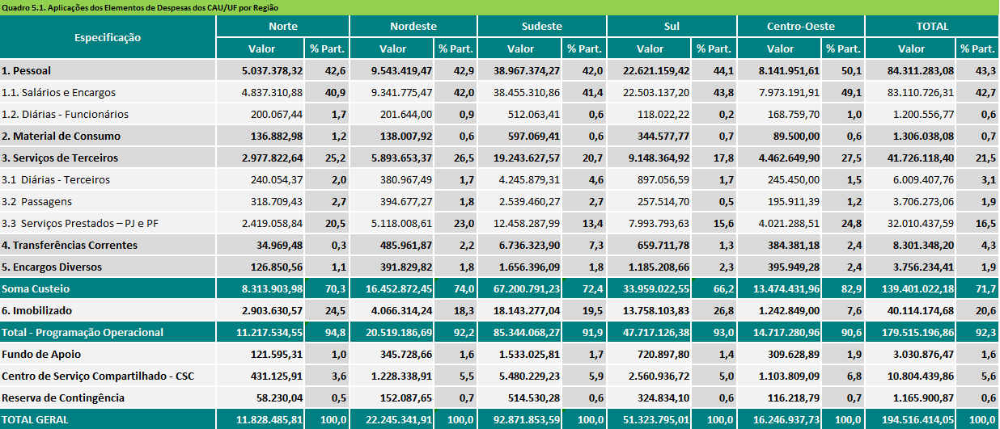 Quadro 5.1. Aplicações dos Elementos de Despesas dos CAU/UF por Região
Especificação Norte Nordeste Sudeste Sul Centro-Oeste TOTAL
Valor % Part. Valor % Part. Valor % Part. Valor % Part. Valor % Part. Valor % Part.
1. Pessoal 5.037.378,32 42,6 9.543.419,47 42,9 38.967.374,27 42,0 22.621.159,42 44,1 8.141.951,61 50,1 84.311.283,08 43,3
1.1. Salários e Encargos 4.837.310,88 40,9 9.341.775,47 42,0 38.455.310,86 41,4 22.503.137,20 43,8 7.973.191,91 49,1 83.110.726,31 42,7
1.2. Diárias - Funcionários 200.067,44 1,7 201.644,00 0,9 512.063,41 0,6 118.022,22 0,2 168.759,70 1,0 1.200.556,77 0,6
2. Material de Consumo 136.882,98 1,2 138.007,92 0,6 597.069,41 0,6 344.577,77 0,7 89.500,00 0,6 1.306.038,08 0,7
3. Serviços de Terceiros 2.977.822,64 25,2 5.893.653,37 26,5 19.243.627,57 20,7 9.148.364,92 17,8 4.462.649,90 27,5 41.726.118,40 21,5
3.1 Diárias - Terceiros 240.054,37 2,0 380.967,49 1,7 4.245.879,31 4,6 897.056,59 1,7 245.450,00 1,5 6.009.407,76 3,1
3.2 Passagens 318.709,43 2,7 394.677,27 1,8 2.539.460,27 2,7 257.514,70 0,5 195.911,39 1,2 3.706.273,06 1,9
3.3 Serviços Prestados – PJ e PF 2.419.058,84 20,5 5.118.008,61 23,0 12.458.287,99 13,4 7.993.793,63 15,6 4.021.288,51 24,8 32.010.437,59 16,5
4. Transferências Correntes 34.969,48 0,3 485.961,87 2,2 6.736.323,90 7,3 659.711,78 1,3 384.381,18 2,4 8.301.348,20 4,3
5. Encargos Diversos 126.850,56 1,1 391.829,82 1,8 1.656.396,09 1,8 1.185.208,66 2,3 395.949,28 2,4 3.756.234,41 1,9
Soma Custeio 8.313.903,98 70,3 16.452.872,45 74,0 67.200.791,23 72,4 33.959.022,55 66,2 13.474.431,96 82,9 139.401.022,18 71,7
6. Imobilizado 2.903.630,57 24,5 4.066.314,24 18,3 18.143.277,04 19,5 13.758.103,83 26,8 1.242.849,00 7,6 40.114.174,68 20,6
Total - Programação Operacional 11.217.534,55 94,8 20.519.186,69 92,2 85.344.068,27 91,9 47.717.126,38 93,0 14.717.280,96 90,6 179.515.196,86 92,3
Fundo de Apoio 121.595,31 1,0 345.728,66 1,6 1.533.025,81 1,7 720.897,80 1,4 309.628,89 1,9 3.030.876,47 1,6
Centro de Serviço Compartilhado - CSC 431.125,91 3,6 1.228.338,91 5,5 5.480.229,23 5,9 2.560.936,72 5,0 1.103.809,09 6,8 10.804.439,86 5,6
Reserva de Contingência 58.230,04 0,5 152.087,65 0,7 514.530,28 0,6 324.834,10 0,6 116.218,79 0,7 1.165.900,87 0,6
TOTAL GERAL 11.828.485,81 100,0 22.245.341,91 100,0 92.871.853,59 100,0 51.323.795,01 100,0 16.246.937,73 100,0 194.516.414,05 100,0